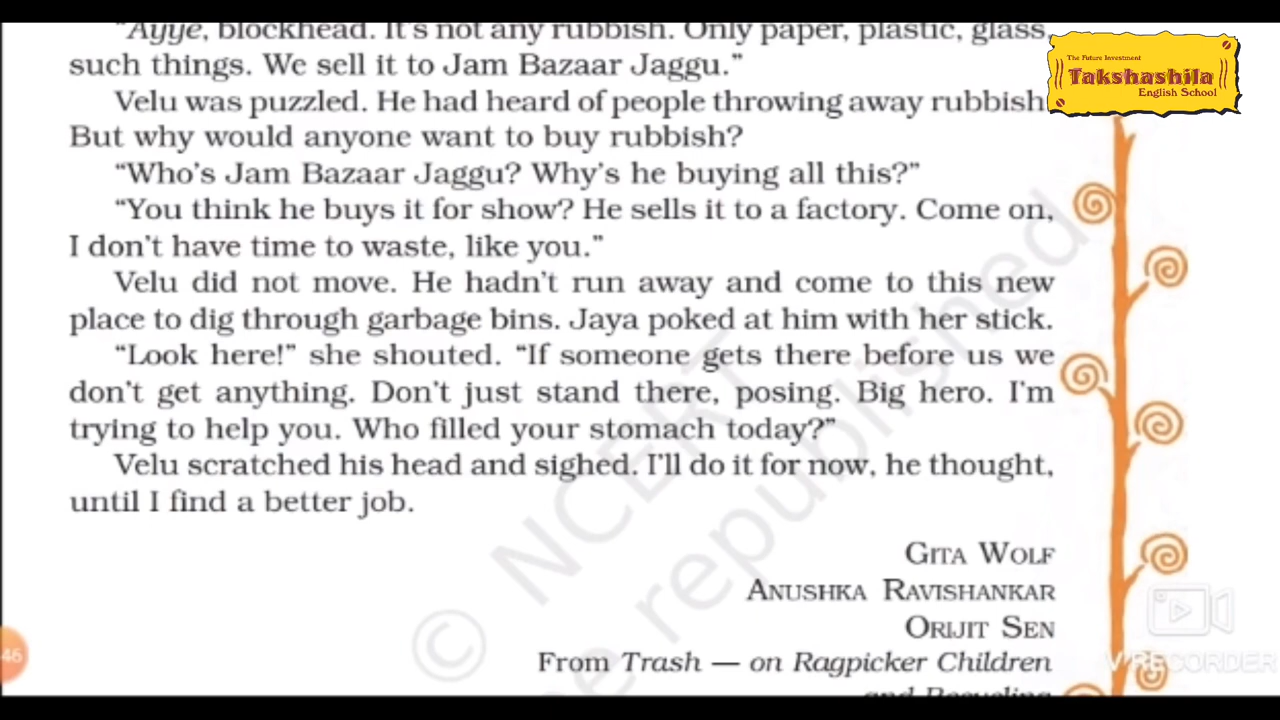 "Ayye, blockhead. It's not any rubbish. Only paper, plastic, glass,
such things. We sell it to Jam Bazaar Jaggu."
Velu was puzzled. He had heard of people throwing away rubbish.
But why would anyone want to buy rubbish?
"Who's Jam Bazaar Jaggu? Why's he buying all this?"
"You think he buys it for show? He sells it to a factory. Come on,
I don't have time to waste, like you."
Velu did not move. He hadn't run away and come to this new
place to dig through garbage bins. Jaya poked at him with her stick.
"Look here!" she shouted. "If someone gets there before us we
don't get anything. Don't just stand there, posing. Big hero. I'm
trying to help you. Who filled your stomach today?"
Velu scratched his head and sighed. I'll do it for now, he thought,
until I find a better job.
GITA WOLF
ANUSHKA RAVISHANKAR
ORIJIT SEN
From Trash — on Ragpicker Children
and Recycling
The Future Investment
Takshashila
English School
© NCERT
be republished
46
V RECORDER